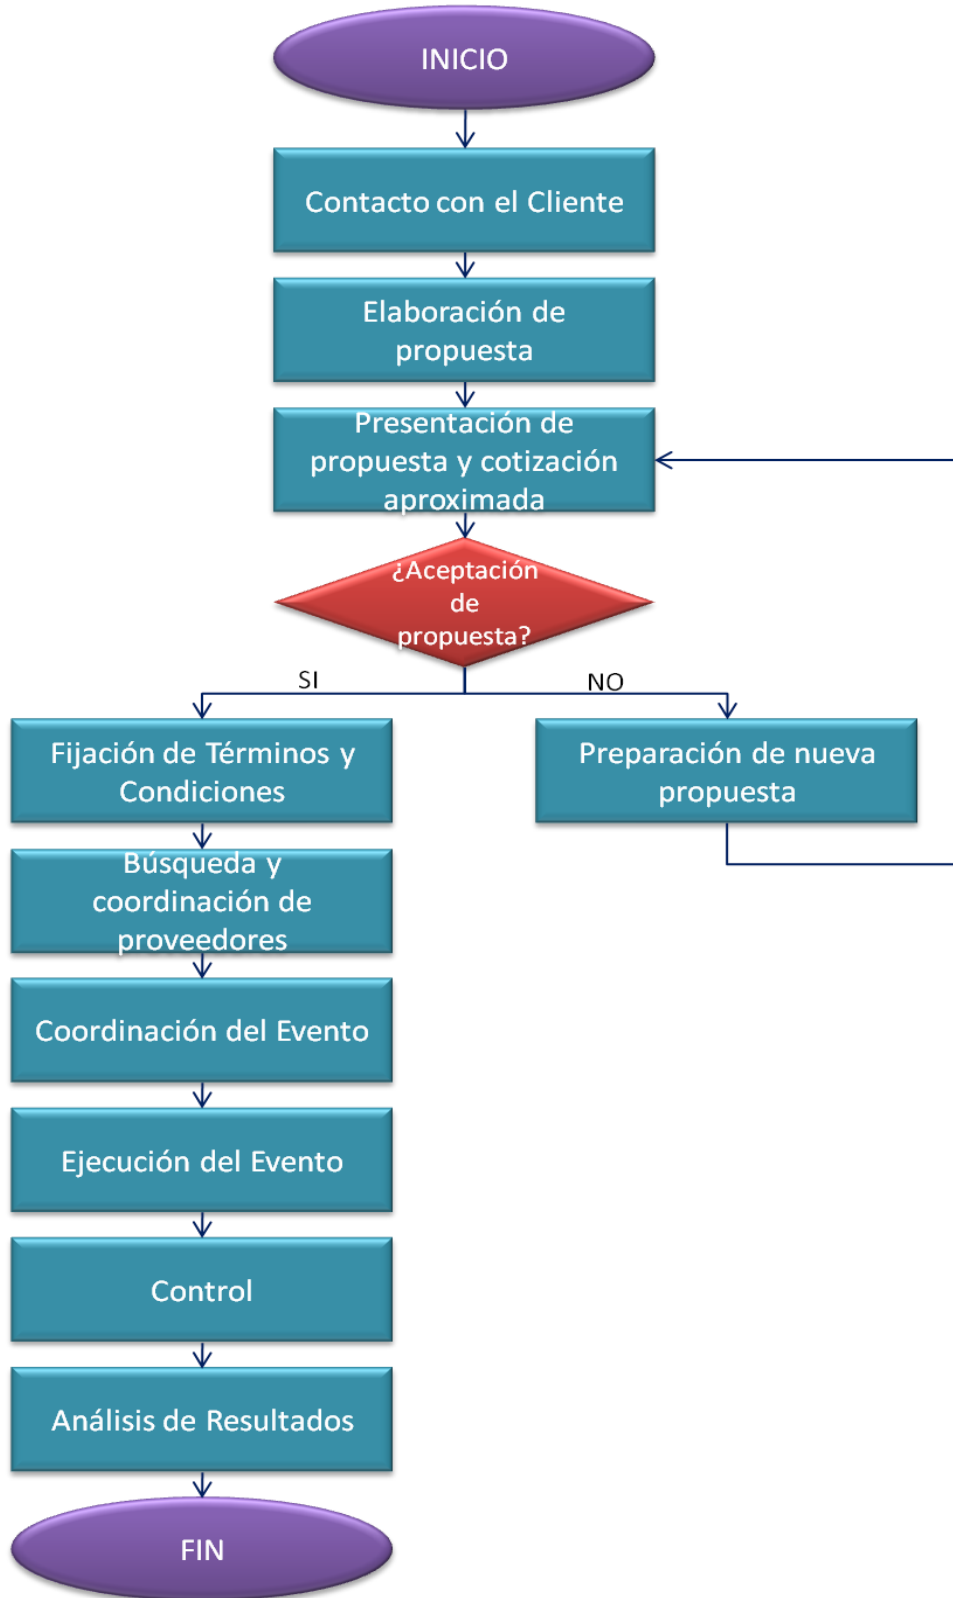 INICIO
Contacto con el Cliente
Elaboración de
propuesta
Presentación de
propuesta y cotización
aproximada
¿Aceptación
de
propuesta?
SI
NO
Fijación de Términos y
Condiciones
Preparación de nueva
propuesta
Búsqueda y
coordinación de
proveedores
Coordinación del Evento
Ejecución del Evento
Control
Análisis de Resultados
FIN